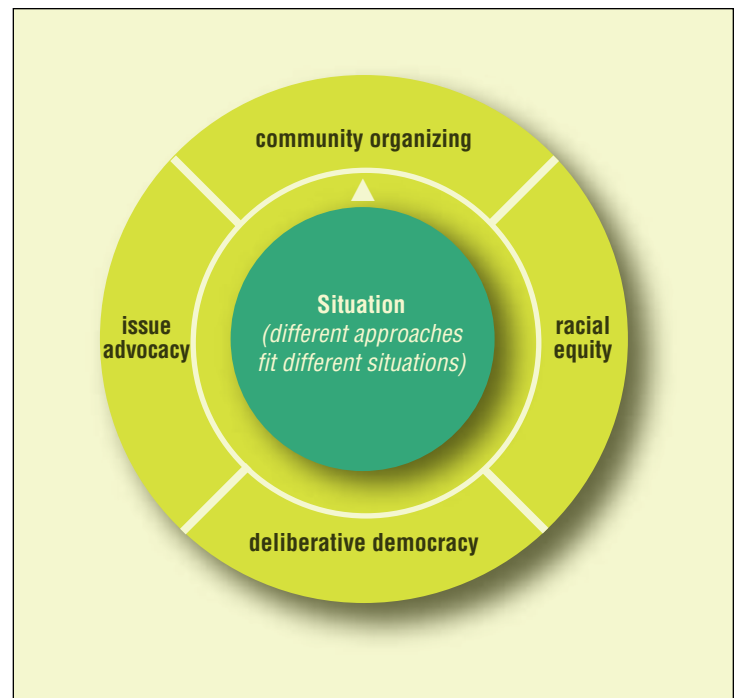 community organizing
issue
advocacy
Situation
(different approaches
fit different situations)
racial
equity
deliberative democracy